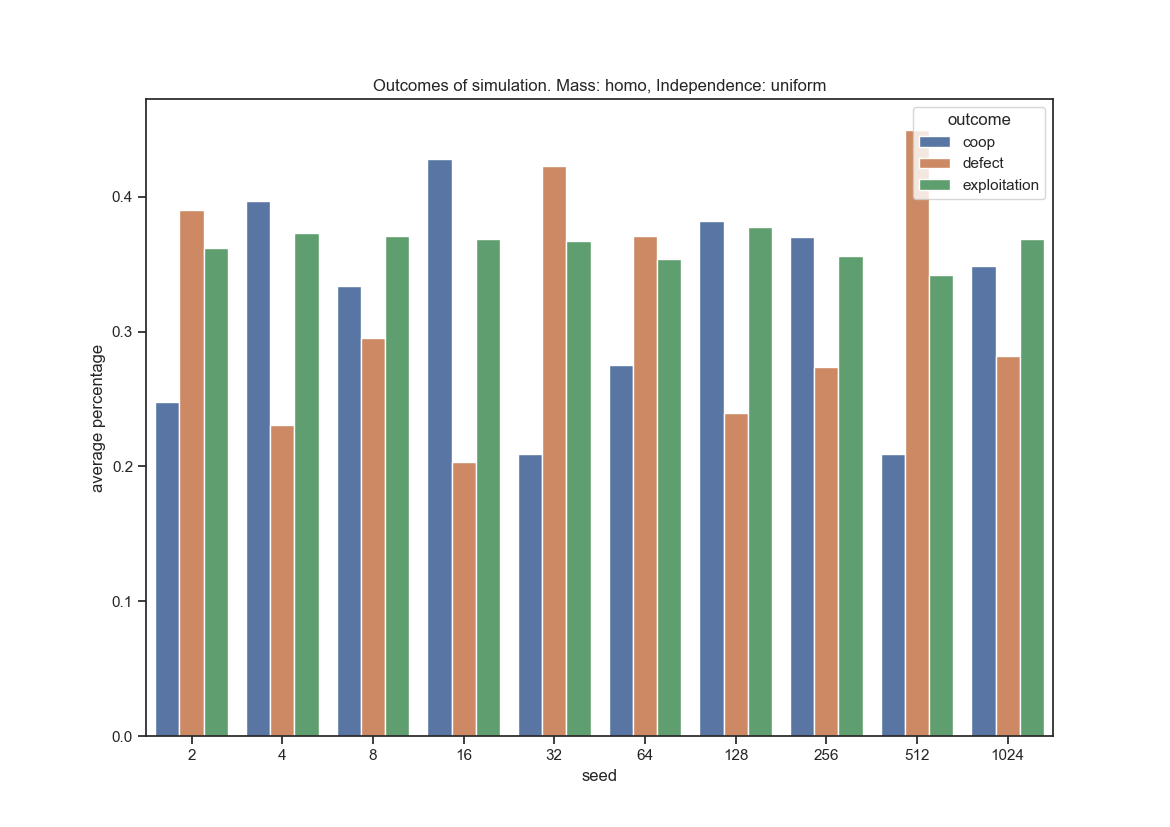 Outcomes of simulation. Mass: homo, Independence: uniform
outcome
coop
defect
exploitation
average percentage
0.4
0.3
0.2
0.1
0.0
2 4 8 16 32 64 128 256 512 1024
seed